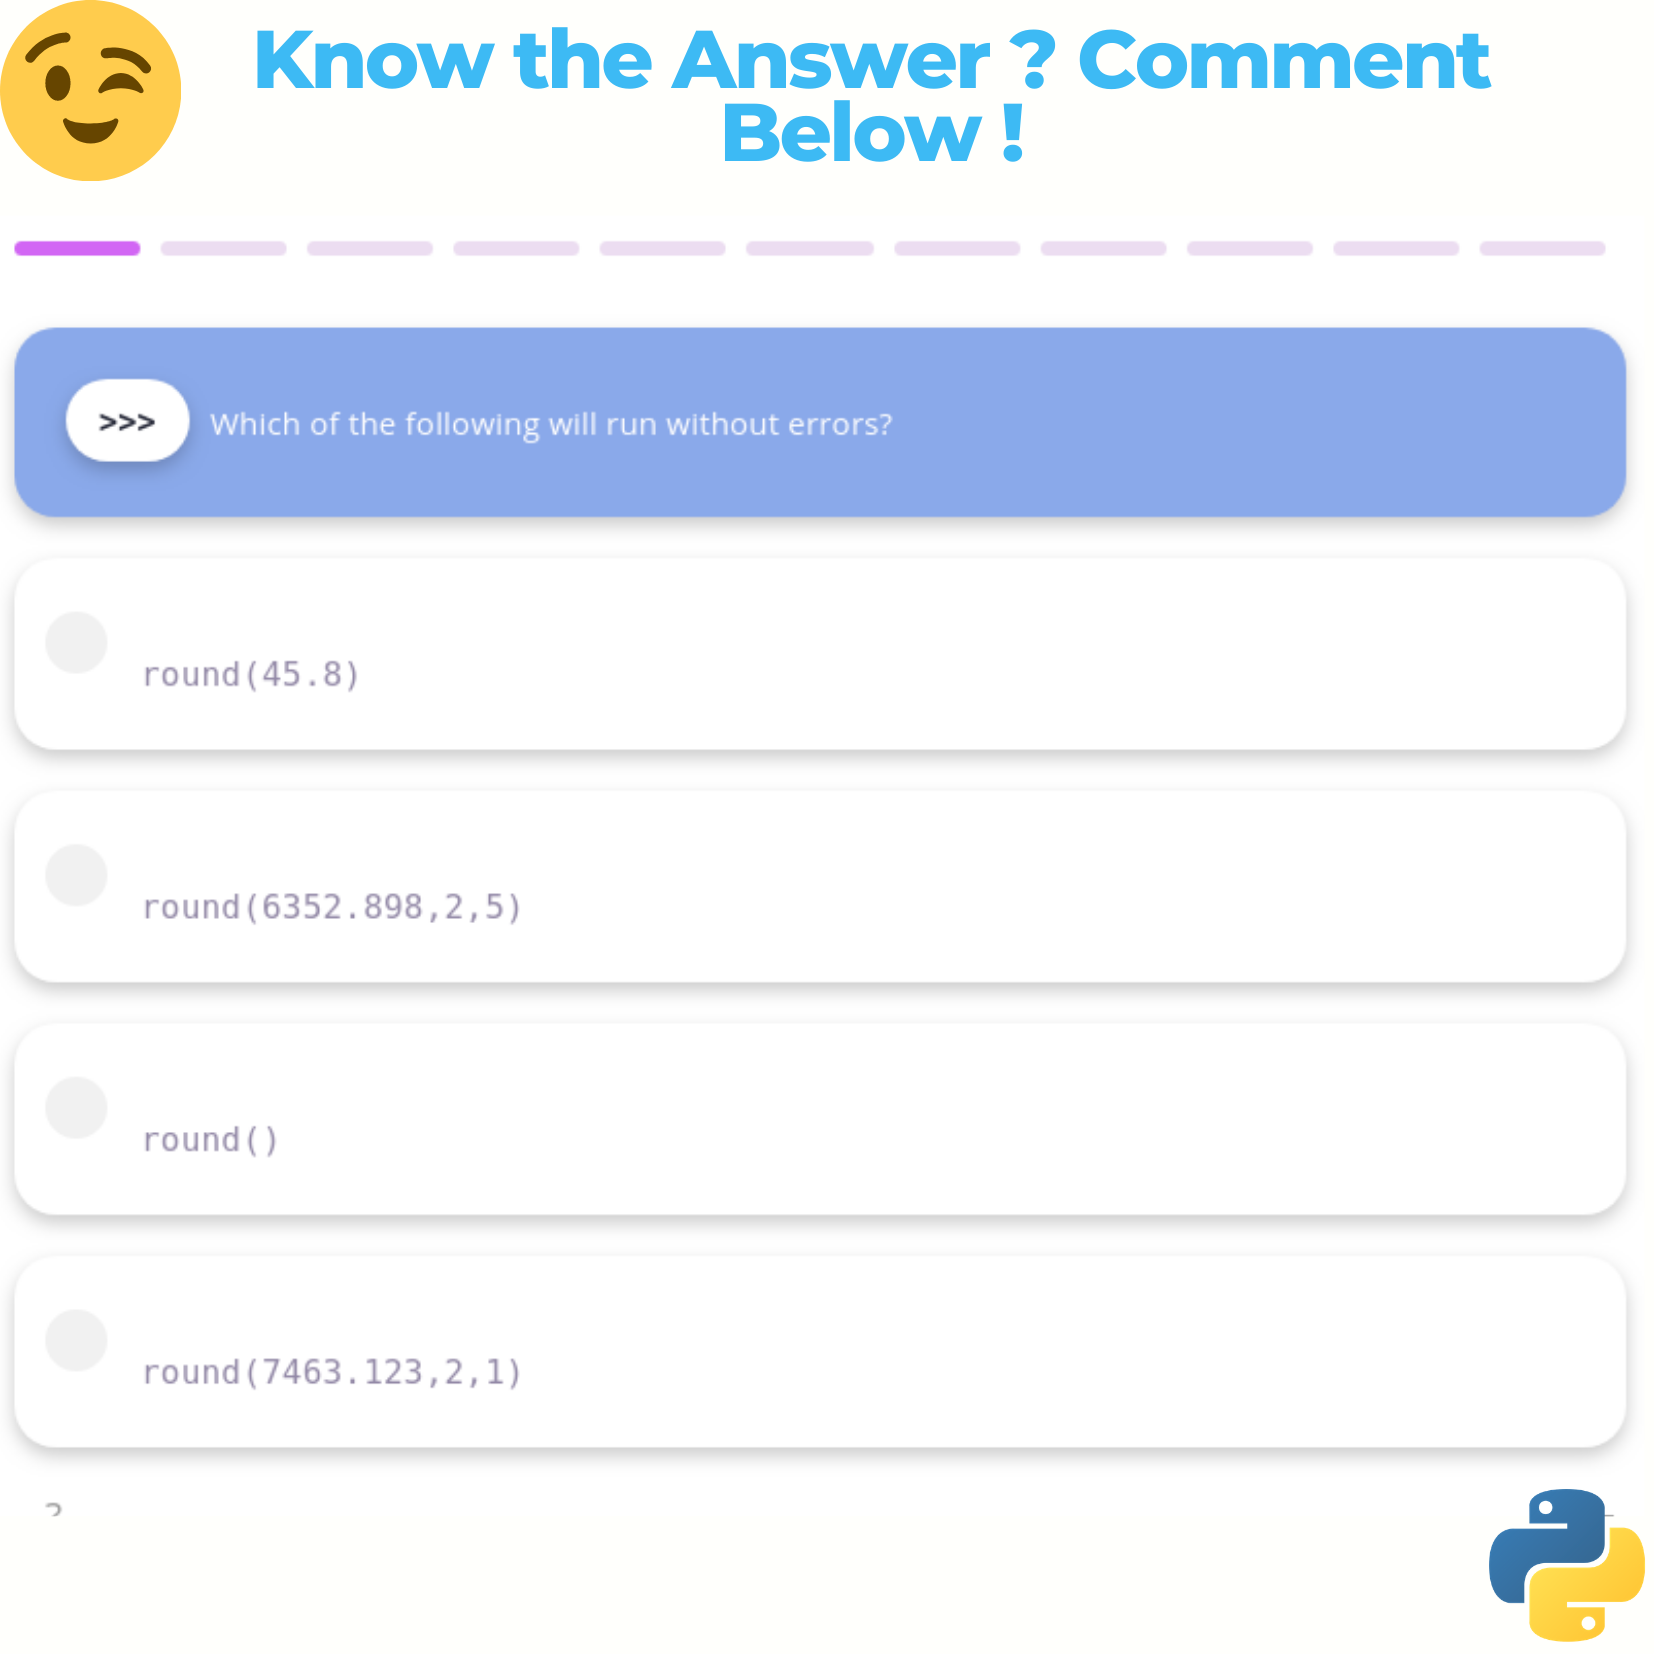 Know the Answer ? Comment
Below !
>>> Which of the following will run without errors?
round(45.8)
round(6352.898,2,5)
round()
round(7463.123,2,1)